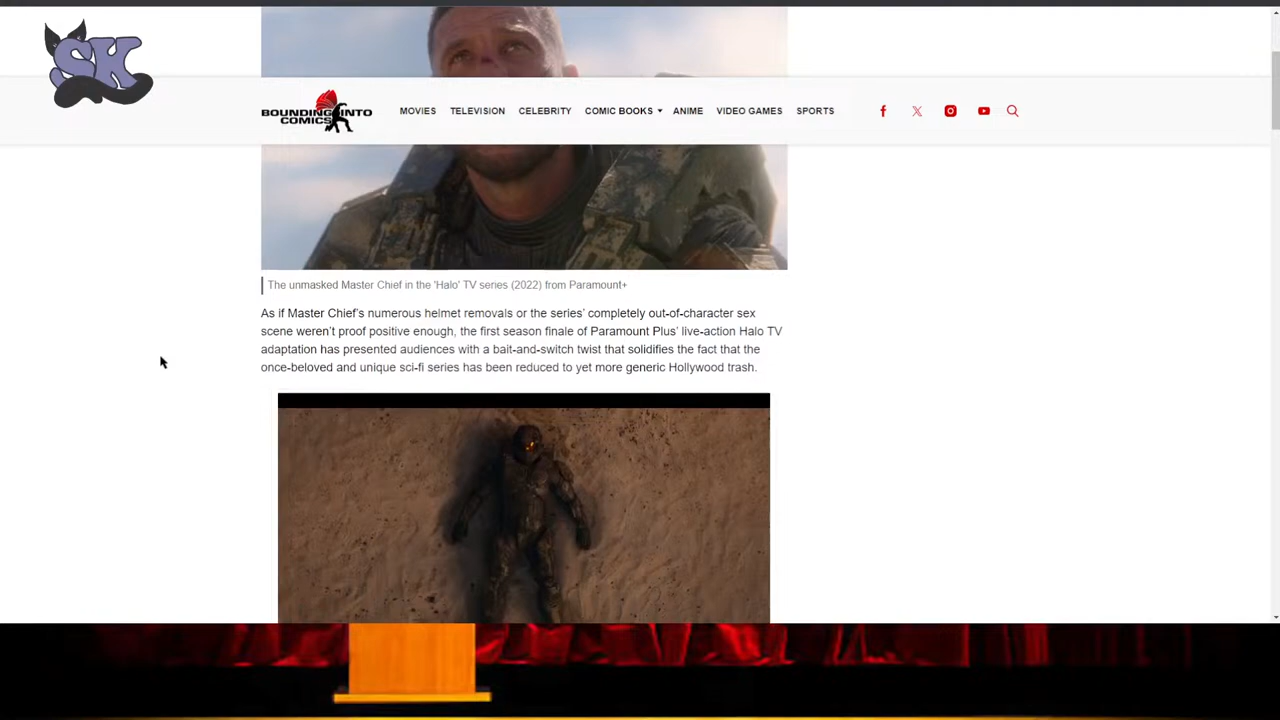 SK
BOUNDING INTO
COMICS
MOVIES TELEVISION CELEBRITY COMIC BOOKS ANIME VIDEO GAMES SPORTS
The unmasked Master Chief in the 'Halo' TV series (2022) from Paramount+
As if Master Chief's numerous helmet removals or the series' completely out-of-character sex
scene weren't proof positive enough, the first season finale of Paramount Plus' live-action Halo TV
adaptation has presented audiences with a bait-and-switch twist that solidifies the fact that the
once-beloved and unique sci-fi series has been reduced to yet more generic Hollywood trash.